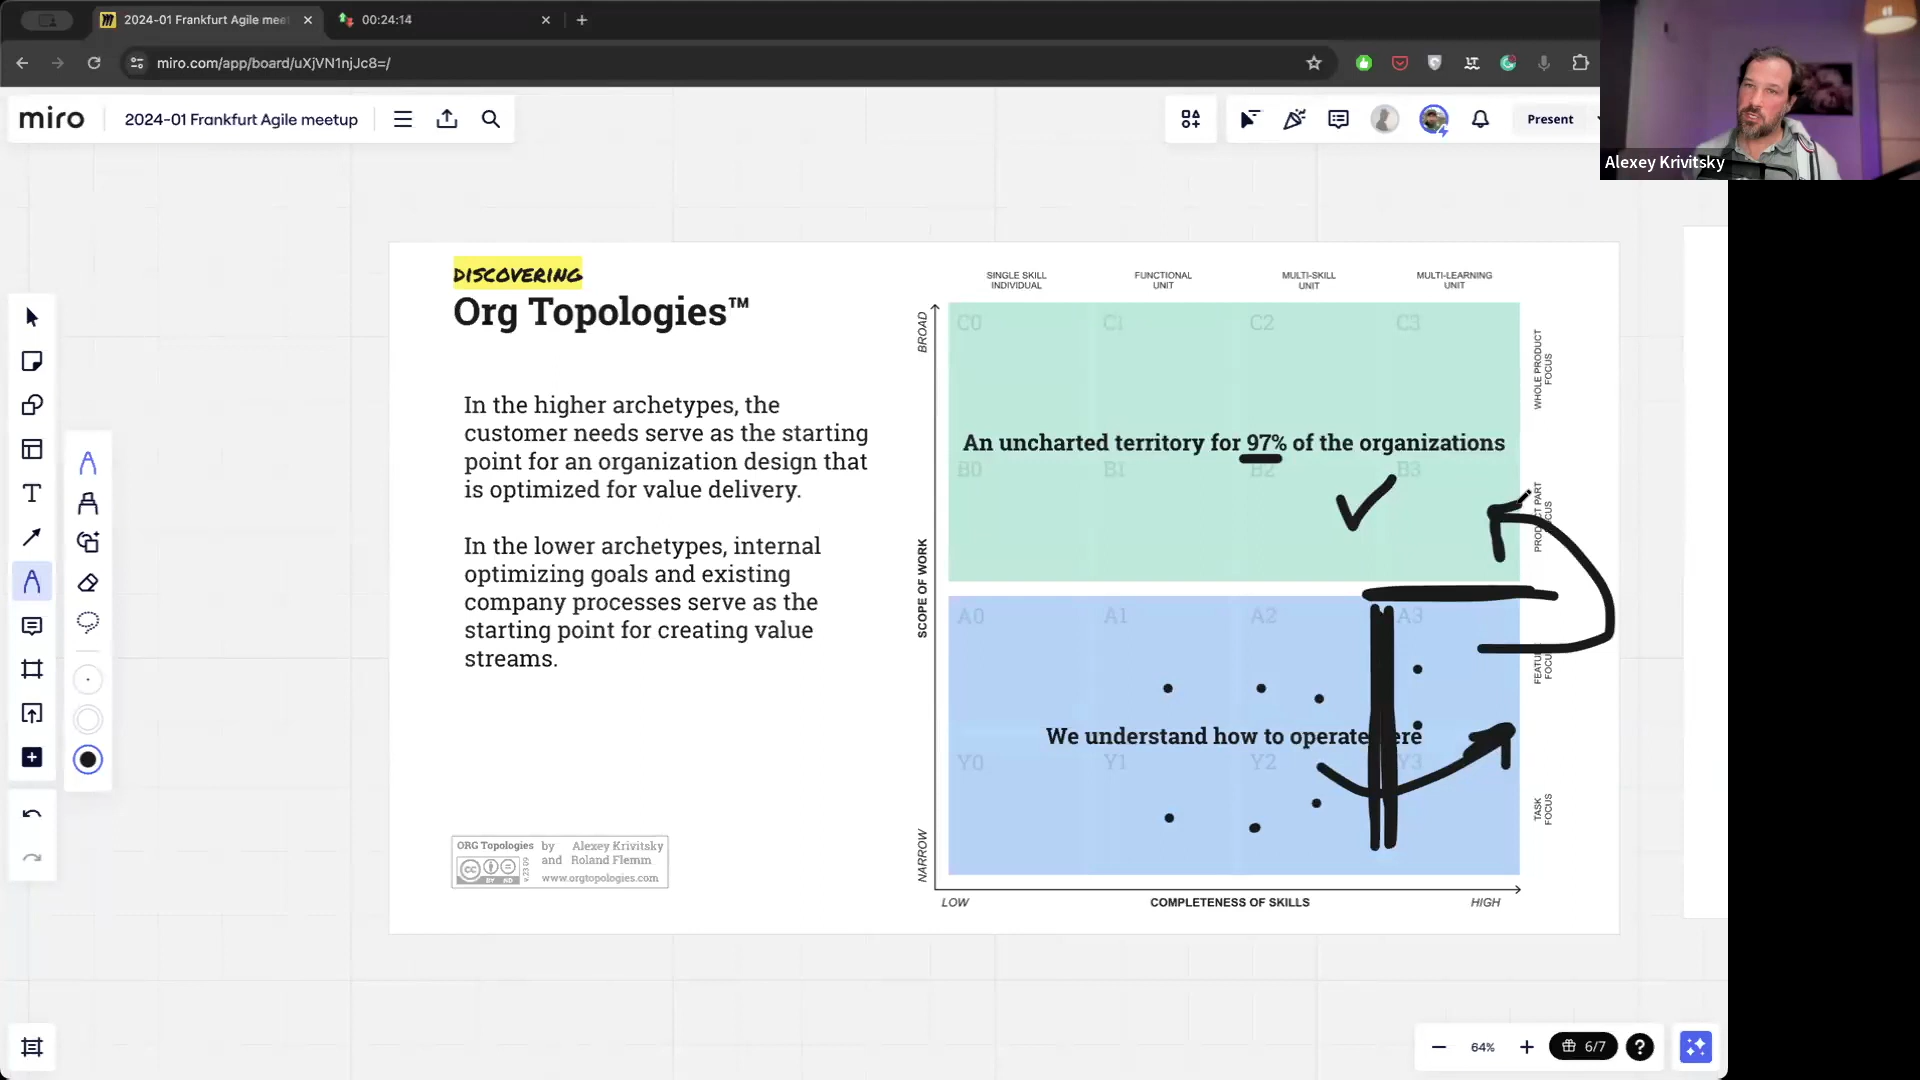 2024-01 Frankfurt Agile mee
00:24:14
miro.com/app/board/uXjVN1njJc8=/
miro
2024-01 Frankfurt Agile meetup
Present
Alexey Krivitsky
DISCOVERING
Org Topologies™
In the higher archetypes, the
customer needs serve as the starting
point for an organization design that
is optimized for value delivery.
In the lower archetypes, internal
optimizing goals and existing
company processes serve as the
starting point for creating value
streams.
ORG Topologies by Alexey Krivitsky
and Roland Flemm
www.orgtopologies.com
CC BY ND
v.23 09
SINGLE SKILL
INDIVIDUAL
FUNCTIONAL
UNIT
MULTI-SKILL
UNIT
MULTI-LEARNING
UNIT
BROAD
SCOPE OF WORK
NARROW
C0 C1 C2 C3
An uncharted territory for 97% of the organizations
B0 B1 B2 B3
A0 A1 A2 A3
We understand how to operate ere
Y0 Y1 Y2 Y3
WHOLE PRODUCT
FOCUS
PART
TASK
FOCUS
LOW
COMPLETENESS OF SKILLS
HIGH
64%
6/7